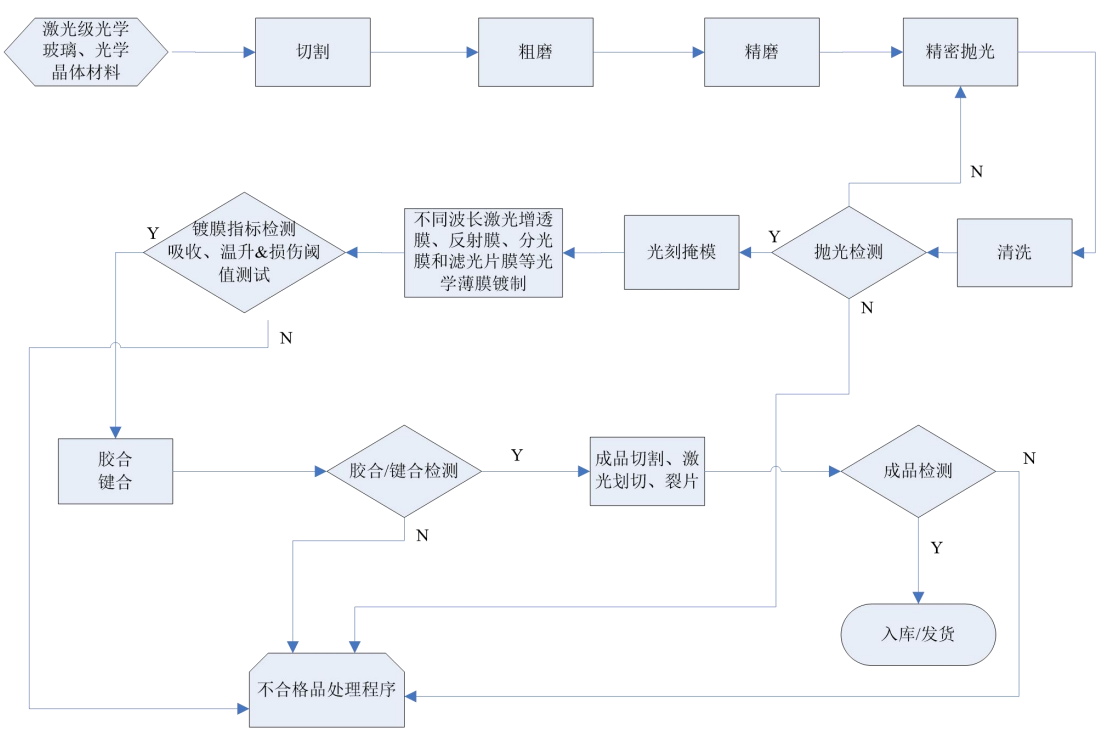 激光级光学
玻璃、光学
晶体材料
切割
粗磨
精磨
精密抛光
N
清洗
抛光检测
Y
N
光刻掩模
不同波长激光增透
膜、反射膜、分光
膜和滤光片膜等光
学薄膜镀制
镀膜指标检测
吸收、温升&损伤阈
值测试
Y
N
胶合
键合
胶合/键合检测
Y
N
成品切割、激
光划切、裂片
成品检测
N
Y
入库/发货
不合格品处理程序